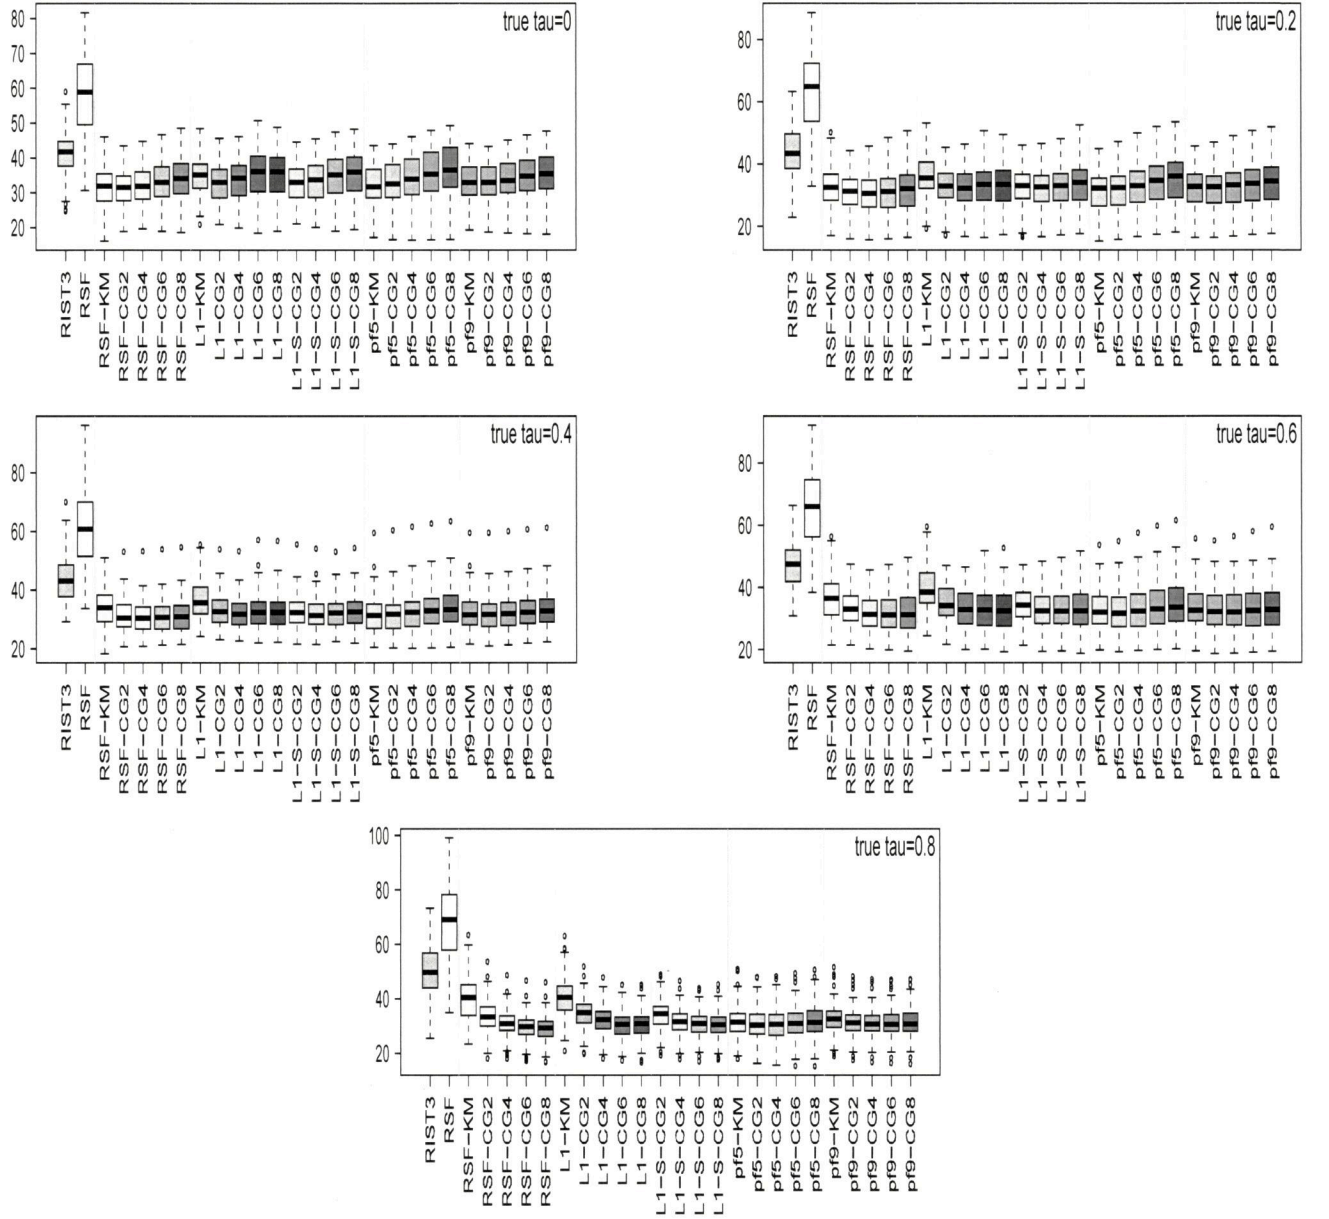 true tau=0
80
70
60
50
40
30
20
RIST3
RSF
RSF-KM
RSF-CG2
RSF-CG4
RSF-CG6
RSF-CG8
L1-KM
L1-CG2
L1-CG4
L1-CG6
L1-CG8
L1-S-CG2
L1-S-CG4
L1-S-CG6
L1-S-CG8
pf5-KM
pf5-CG2
pf5-CG4
pf5-CG6
pf5-CG8
pf9-KM
pf9-CG2
pf9-CG4
pf9-CG6
pf9-CG8
true tau=0.2
80
60
40
20
RIST3
RSF
RSF-KM
RSF-CG2
RSF-CG4
RSF-CG6
RSF-CG8
L1-KM
L1-CG2
L1-CG4
L1-CG6
L1-CG8
L1-S-CG2
L1-S-CG4
L1-S-CG6
L1-S-CG8
pf5-KM
pf5-CG2
pf5-CG4
pf5-CG6
pf5-CG8
pf9-KM
pf9-CG2
pf9-CG4
pf9-CG6
pf9-CG8
true tau=0.4
80
60
40
20
RIST3
RSF
RSF-KM
RSF-CG2
RSF-CG4
RSF-CG6
RSF-CG8
L1-KM
L1-CG2
L1-CG4
L1-CG6
L1-CG8
L1-S-CG2
L1-S-CG4
L1-S-CG6
L1-S-CG8
pf5-KM
pf5-CG2
pf5-CG4
pf5-CG6
pf5-CG8
pf9-KM
pf9-CG2
pf9-CG4
pf9-CG6
pf9-CG8
true tau=0.6
80
60
40
20
RIST3
RSF
RSF-KM
RSF-CG2
RSF-CG4
RSF-CG6
RSF-CG8
L1-KM
L1-CG2
L1-CG4
L1-CG6
L1-CG8
L1-S-CG2
L1-S-CG4
L1-S-CG6
L1-S-CG8
pf5-KM
pf5-CG2
pf5-CG4
pf5-CG6
pf5-CG8
pf9-KM
pf9-CG2
pf9-CG4
pf9-CG6
pf9-CG8
true tau=0.8
100
80
60
40
20
RIST3
RSF
RSF-KM
RSF-CG2
RSF-CG4
RSF-CG6
RSF-CG8
L1-KM
L1-CG2
L1-CG4
L1-CG6
L1-CG8
L1-S-CG2
L1-S-CG4
L1-S-CG6
L1-S-CG8
pf5-KM
pf5-CG2
pf5-CG4
pf5-CG6
pf5-CG8
pf9-KM
pf9-CG2
pf9-CG4
pf9-CG6
pf9-CG8